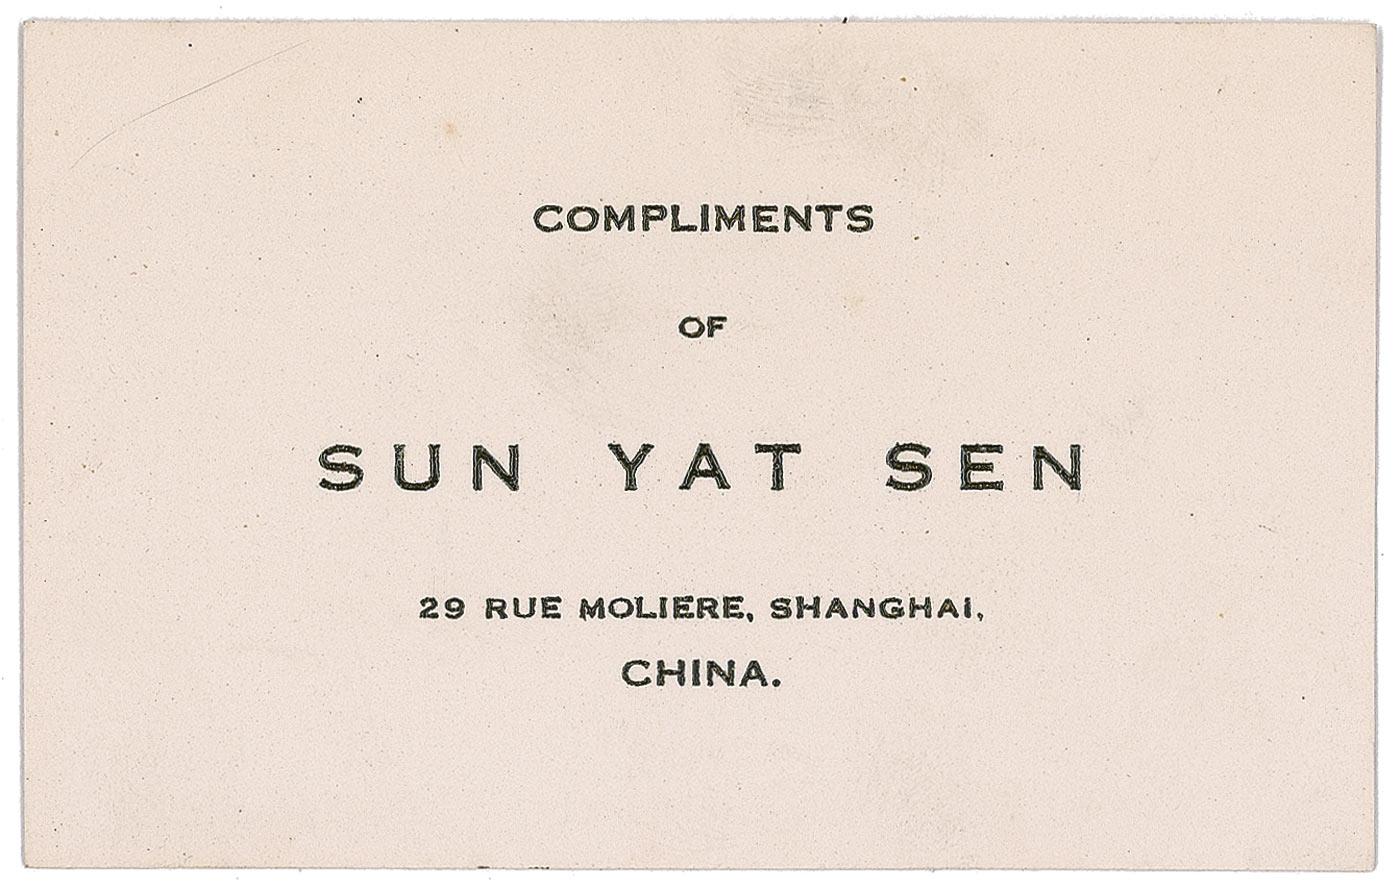 COMPLIMENTS
OF
SUN YAT SEN
29 RUE MOLIERE, SHANGHAI,
CHINA.